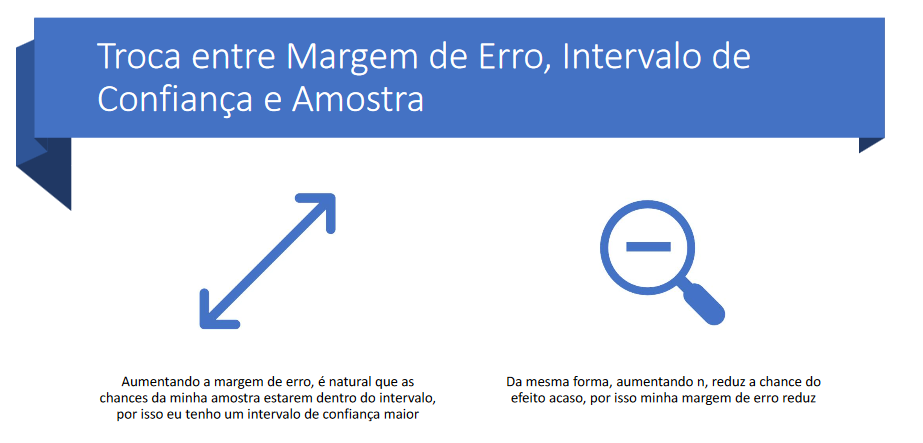 Troca entre Margem de Erro, Intervalo de
Confiança e Amostra
Aumentando a margem de erro, é natural que as
chances da minha amostra estarem dentro do intervalo,
por isso eu tenho um intervalo de confiança maior
Da mesma forma, aumentando n, reduz a chance do
efeito acaso, por isso minha margem de erro reduz